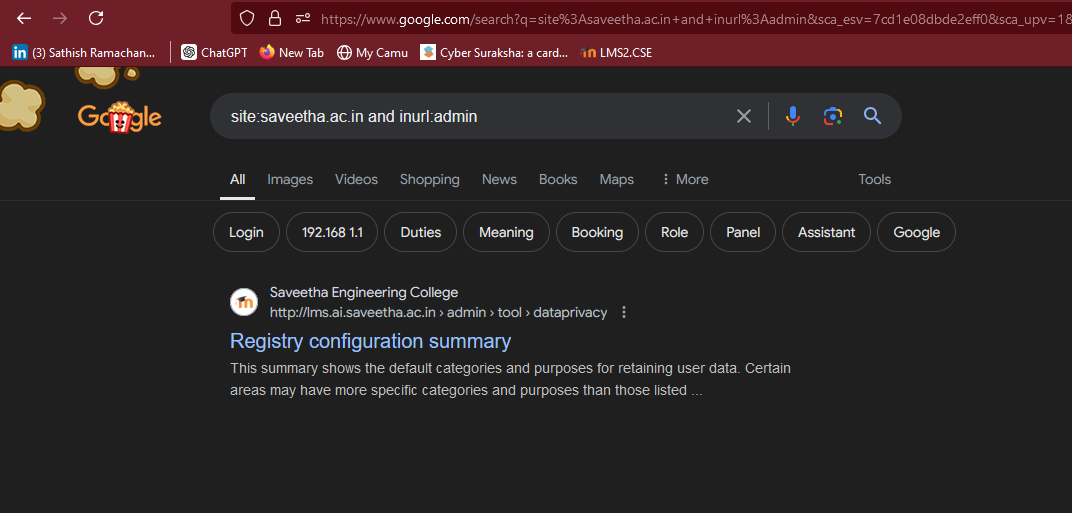 https://www.google.com/search?q=site%3Asaveetha.ac.in+and+inurl%3Aadmin&sca_esv=7cd1e08dbde2eff0&sca_upv=1&
(3) Sathish Ramachan... ChatGPT New Tab My Camu Cyber Suraksha: a card... LMS2.CSE
Google
site:saveetha.ac.in and inurl:admin
All Images Videos Shopping News Books Maps More Tools
Login 192.168 1.1 Duties Meaning Booking Role Panel Assistant Google
Saveetha Engineering College
http://lms.ai.saveetha.ac.in › admin › tool › dataprivacy
Registry configuration summary
This summary shows the default categories and purposes for retaining user data. Certain
areas may have more specific categories and purposes than those listed ...